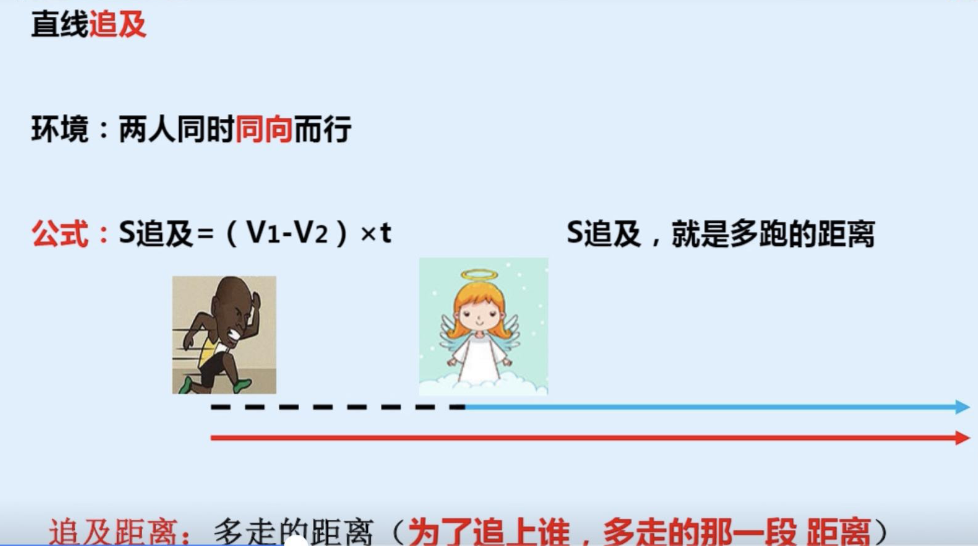 直线追及
环境：两人同时同向而行
公式：S追及=（V1-V2）×t
S追及，就是多跑的距离
追及距离：多走的距离（为了追上谁，多走的那一段 距离）